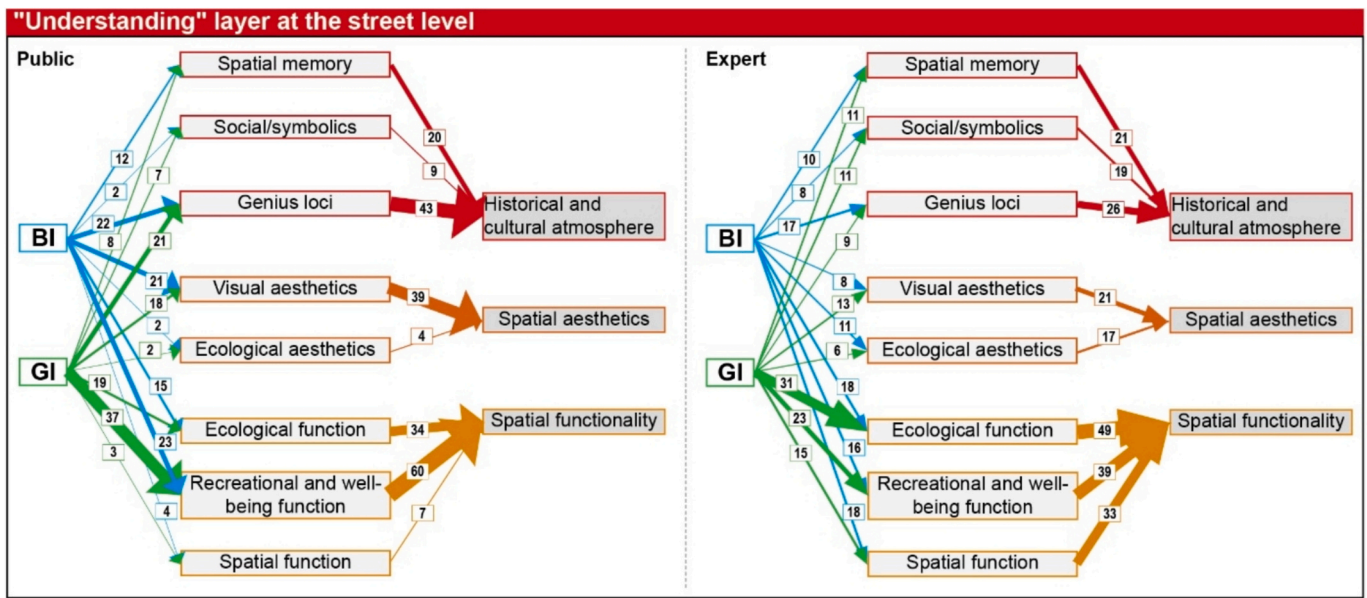 "Understanding" layer at the street level
Public
BI
GI
12
2
22
7
8
21
21
18
2
2
15
19
37
23
3
4
Spatial memory
Social/symbolics
Genius loci
Visual aesthetics
Ecological aesthetics
Ecological function
Recreational and well-
being function
Spatial function
20
9
43
39
4
34
60
7
Historical and
cultural atmosphere
Spatial aesthetics
Spatial functionality
Expert
BI
GI
11
10
8
11
17
9
8
13
11
6
18
31
23
16
15
18
Spatial memory
Social/symbolics
Genius loci
Visual aesthetics
Ecological aesthetics
Ecological function
Recreational and well-
being function
Spatial function
21
19
26
21
17
49
39
33
Historical and
cultural atmosphere
Spatial aesthetics
Spatial functionality